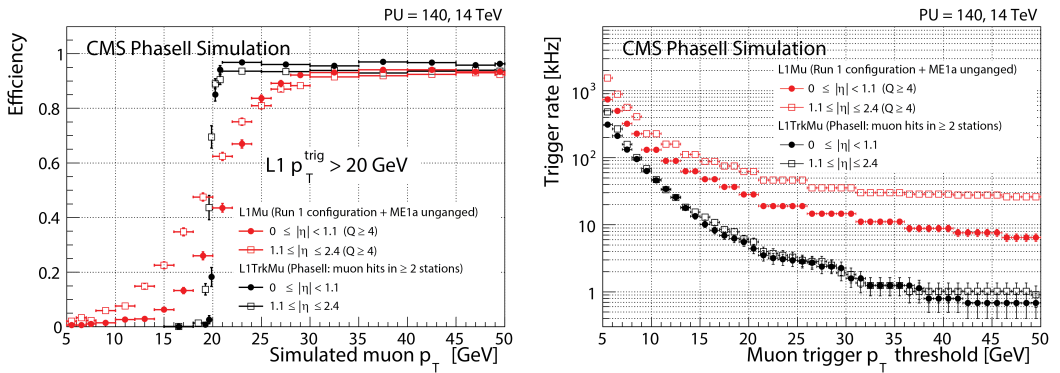 PU = 140, 14 TeV
CMS PhaseII Simulation
Efficiency
1
0.8
0.6
0.4
0.2
0
L1 p_T^trig > 20 GeV
L1Mu (Run 1 configuration + ME1a unganged)
0 ≤ |η| < 1.1 (Q ≥ 4)
1.1 ≤ |η| ≤ 2.4 (Q ≥ 4)
L1TrkMu (PhaseII: muon hits in ≥ 2 stations)
0 ≤ |η| < 1.1
1.1 ≤ |η| ≤ 2.4
5 10 15 20 25 30 35 40 45 50
Simulated muon p_T [GeV]
PU = 140, 14 TeV
CMS PhaseII Simulation
Trigger rate [kHz]
10^3
10^2
10
1
L1Mu (Run 1 configuration + ME1a unganged)
0 ≤ |η| < 1.1 (Q ≥ 4)
1.1 ≤ |η| ≤ 2.4 (Q ≥ 4)
L1TrkMu (PhaseII: muon hits in ≥ 2 stations)
0 ≤ |η| < 1.1
1.1 ≤ |η| ≤ 2.4
5 10 15 20 25 30 35 40 45 50
Muon trigger p_T threshold [GeV]